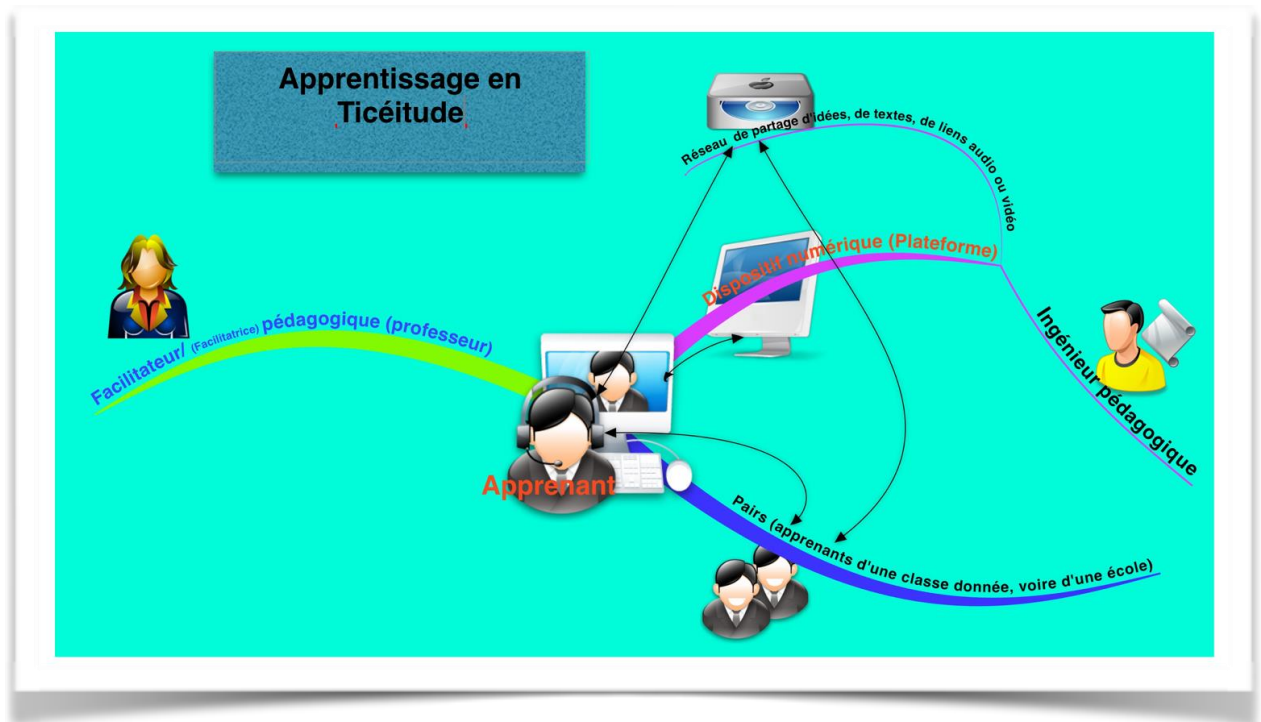 Apprentissage en
Ticéitude
Réseau de partage d'idées, de textes, de liens audio ou vidéo
Dispositif numérique (Plateforme)
Facilitateur/ (Facilitatrice) pédagogique (professeur)
Ingénieur pédagogique
Apprenant
Pairs (apprenants d'une classe donnée, voire d'une école)